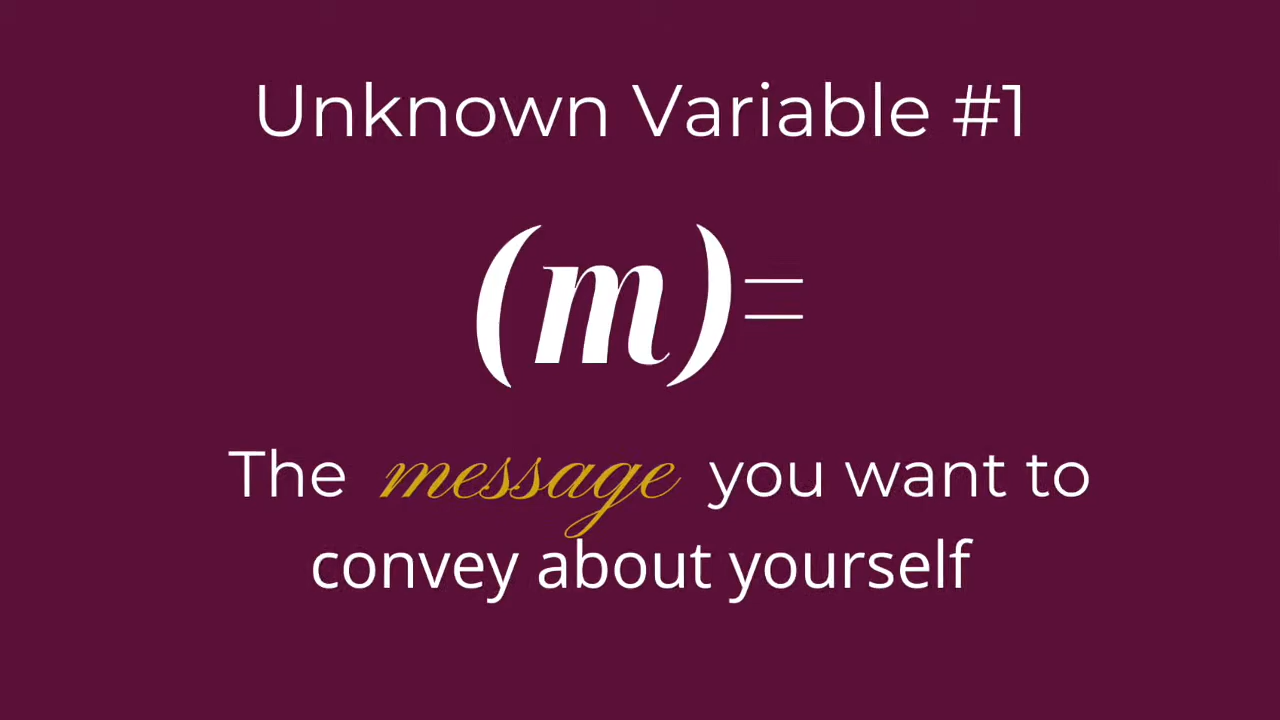 Unknown Variable #1
(m)=
The message you want to
convey about yourself